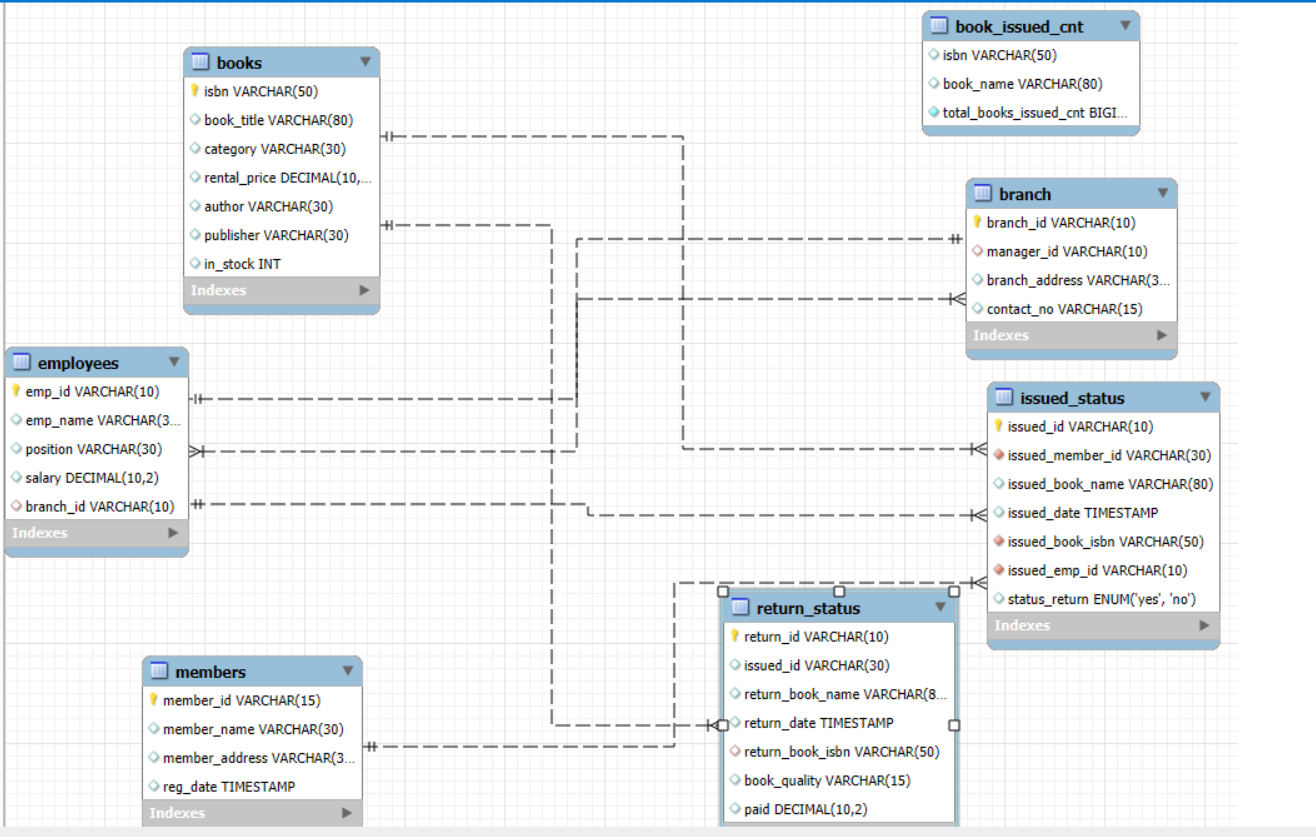 book_issued_cnt
isbn VARCHAR(50)
book_name VARCHAR(80)
total_books_issued_cnt BIGI...
books
isbn VARCHAR(50)
book_title VARCHAR(80)
category VARCHAR(30)
rental_price DECIMAL(10,...
author VARCHAR(30)
publisher VARCHAR(30)
in_stock INT
Indexes
branch
branch_id VARCHAR(10)
manager_id VARCHAR(10)
branch_address VARCHAR(3...
contact_no VARCHAR(15)
Indexes
employees
emp_id VARCHAR(10)
emp_name VARCHAR(3...
position VARCHAR(30)
salary DECIMAL(10,2)
branch_id VARCHAR(10)
Indexes
issued_status
issued_id VARCHAR(10)
issued_member_id VARCHAR(30)
issued_book_name VARCHAR(80)
issued_date TIMESTAMP
issued_book_isbn VARCHAR(50)
issued_emp_id VARCHAR(10)
status_return ENUM('yes', 'no')
Indexes
return_status
return_id VARCHAR(10)
issued_id VARCHAR(30)
return_book_name VARCHAR(8...
return_date TIMESTAMP
return_book_isbn VARCHAR(50)
book_quality VARCHAR(15)
paid DECIMAL(10,2)
members
member_id VARCHAR(15)
member_name VARCHAR(30)
member_address VARCHAR(3...
reg_date TIMESTAMP
Indexes